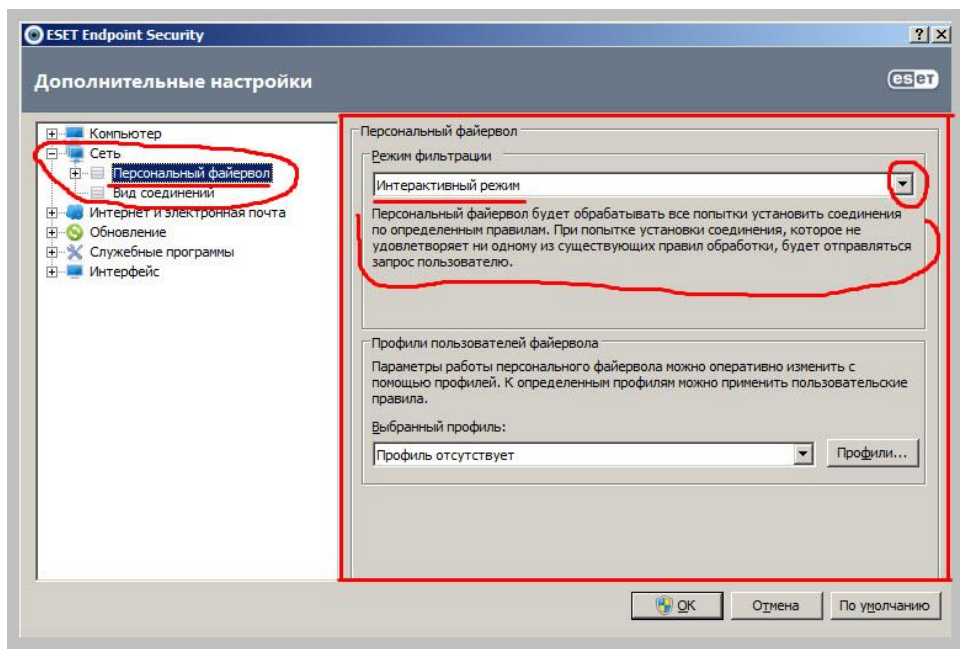 ESET Endpoint Security
Дополнительные настройки
eset
Компьютер
Сеть
Персональный файервол
Вид соединений
Интернет и электронная почта
Обновление
Служебные программы
Интерфейс
Персональный файервол
Режим фильтрации
Интерактивный режим
Персональный файервол будет обрабатывать все попытки установить соединения
по определенным правилам. При попытке установки соединения, которое не
удовлетворяет ни одному из существующих правил обработки, будет отправляться
запрос пользователю.
Профили пользователей файервола
Параметры работы персонального файервола можно оперативно изменить с
помощью профилей. К определенным профилям можно применить пользовательские
правила.
Выбранный профиль:
Профиль отсутствует
Профили...
OK
Отмена
По умолчанию